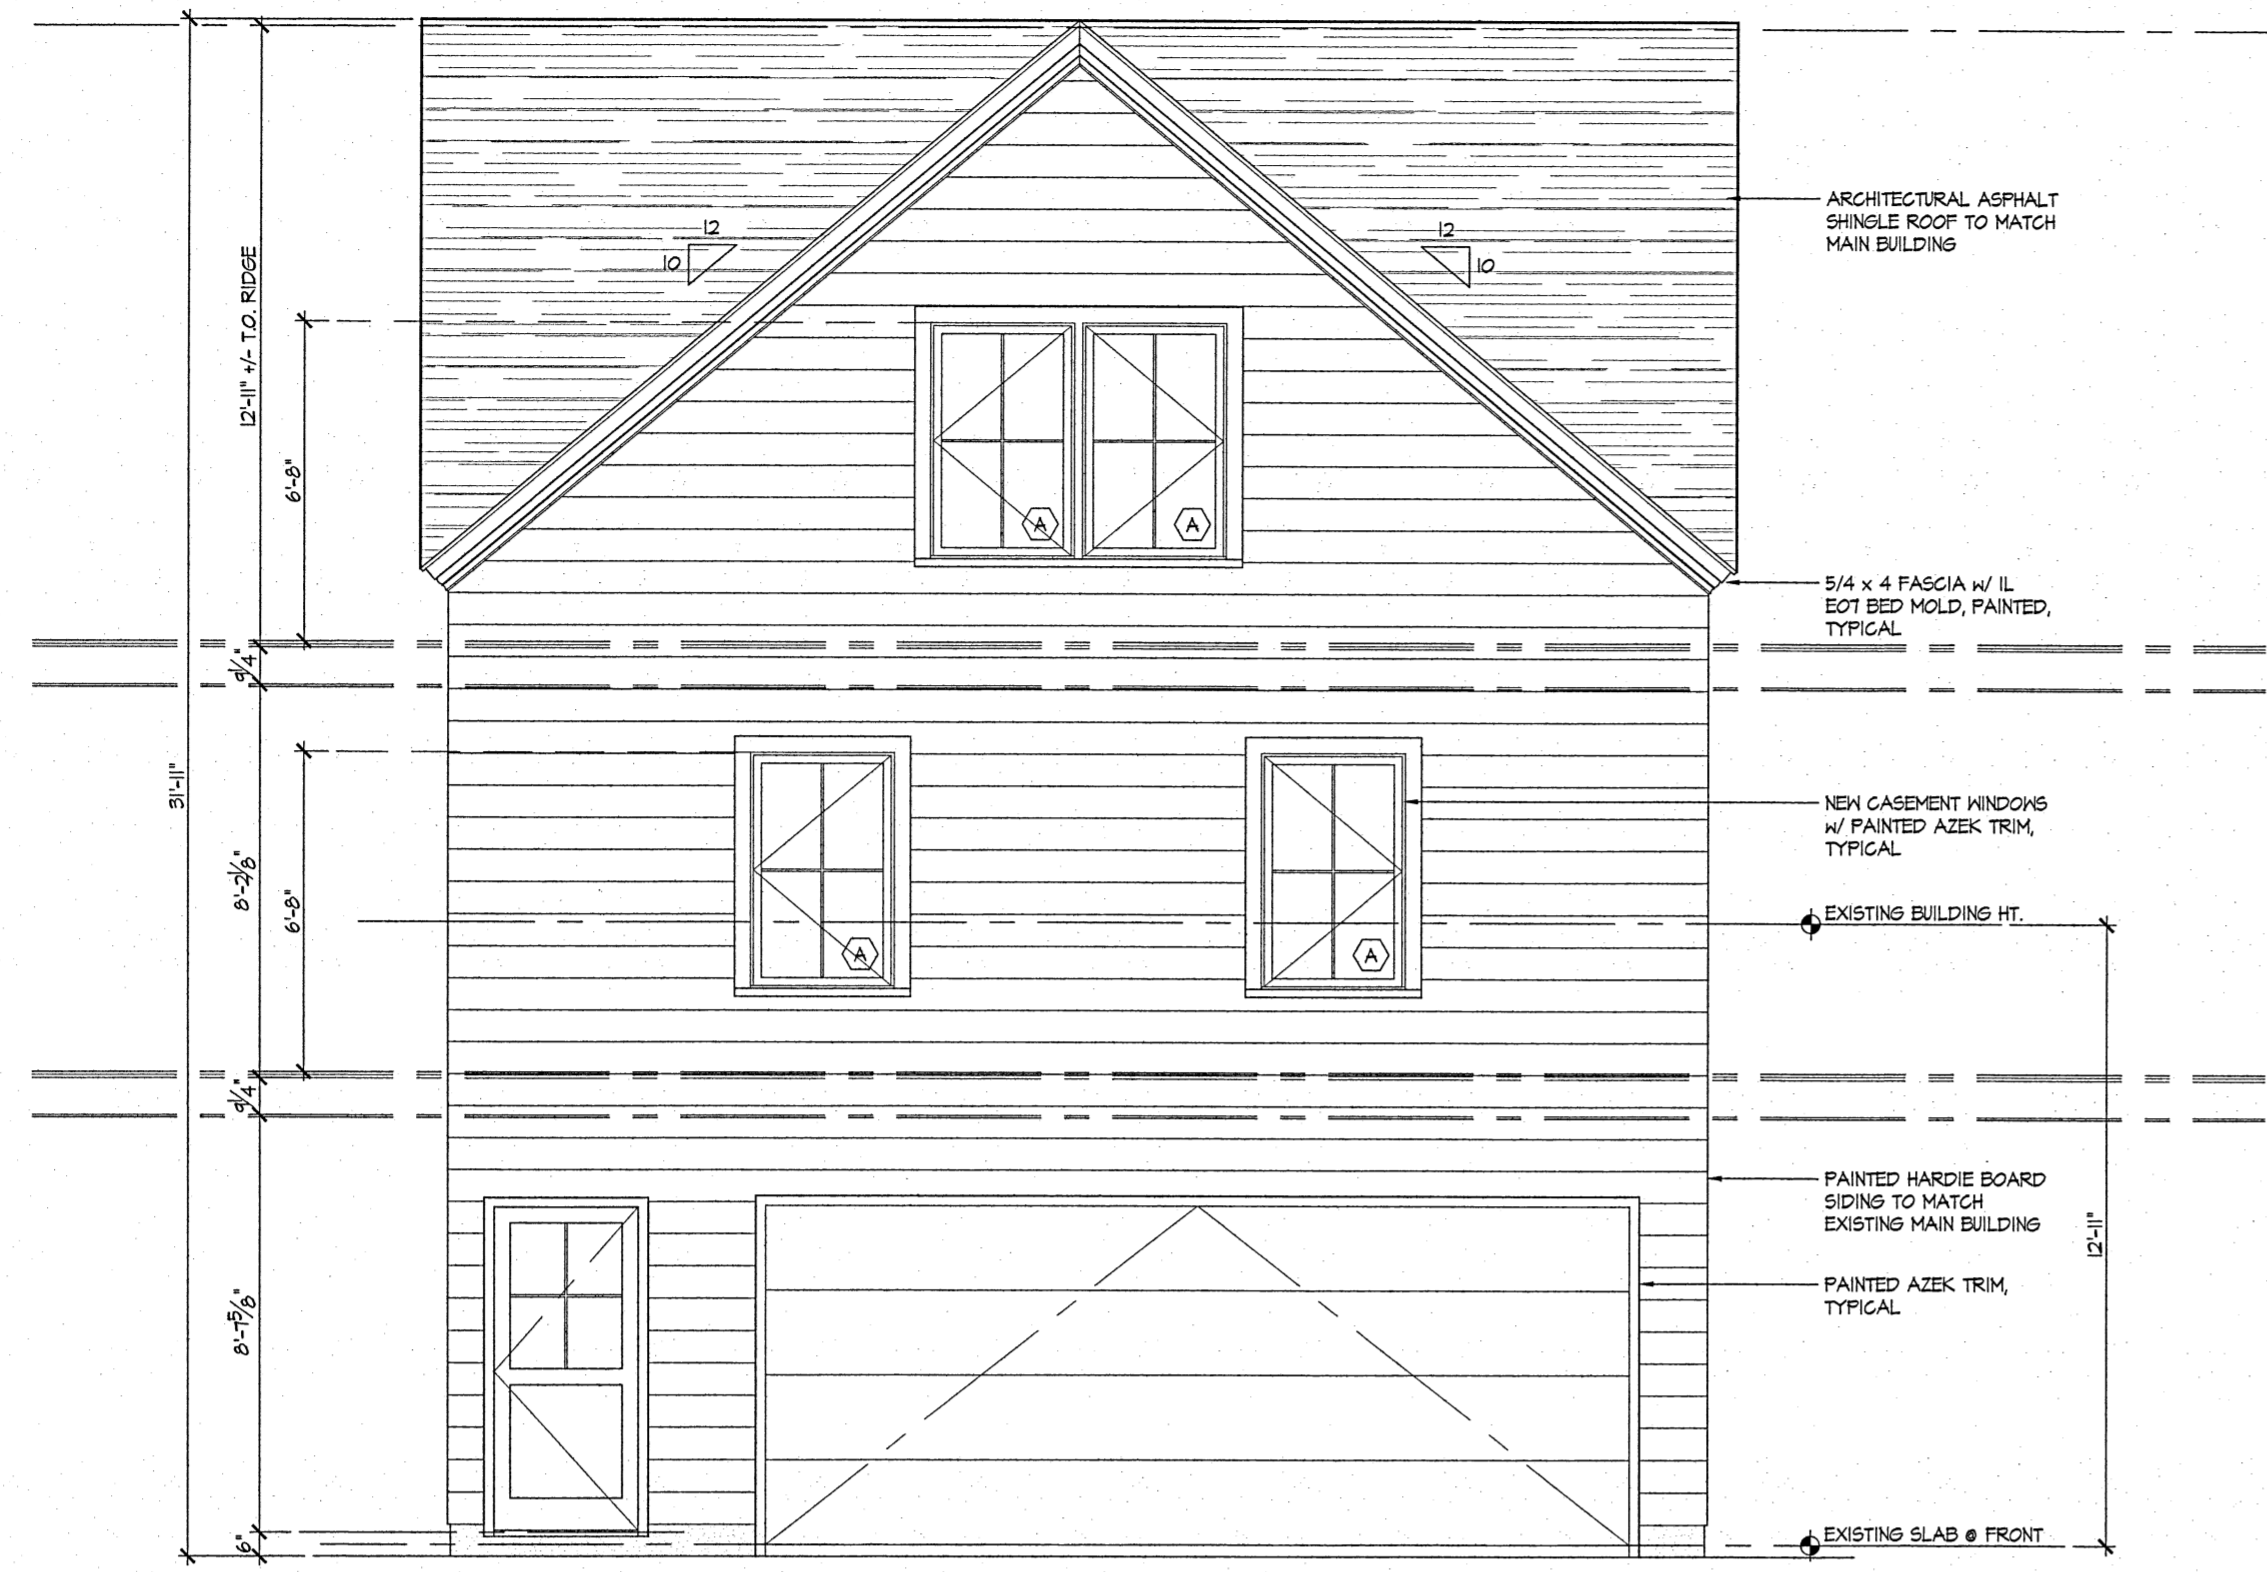 31'-11"
12'-11" +/- T.O. RIDGE
6'-8"
9 1/4"
8'-2 1/8"
6'-8"
9 1/4"
8'-7 5/8"
6"
12
10
12
10
A
A
A
A
ARCHITECTURAL ASPHALT
SHINGLE ROOF TO MATCH
MAIN BUILDING
5/4 x 4 FASCIA w/ IL
E07 BED MOLD, PAINTED,
TYPICAL
NEW CASEMENT WINDOWS
w/ PAINTED AZEK TRIM,
TYPICAL
EXISTING BUILDING HT.
PAINTED HARDIE BOARD
SIDING TO MATCH
EXISTING MAIN BUILDING
12'-11"
PAINTED AZEK TRIM,
TYPICAL
EXISTING SLAB @ FRONT